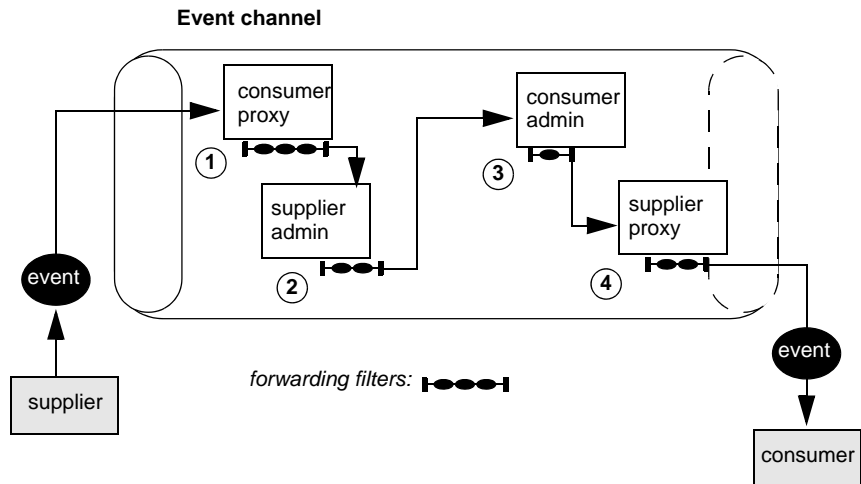 Event channel
consumer
proxy
consumer
admin
1
3
supplier
admin
supplier
proxy
event
2
4
event
forwarding filters:
supplier
consumer